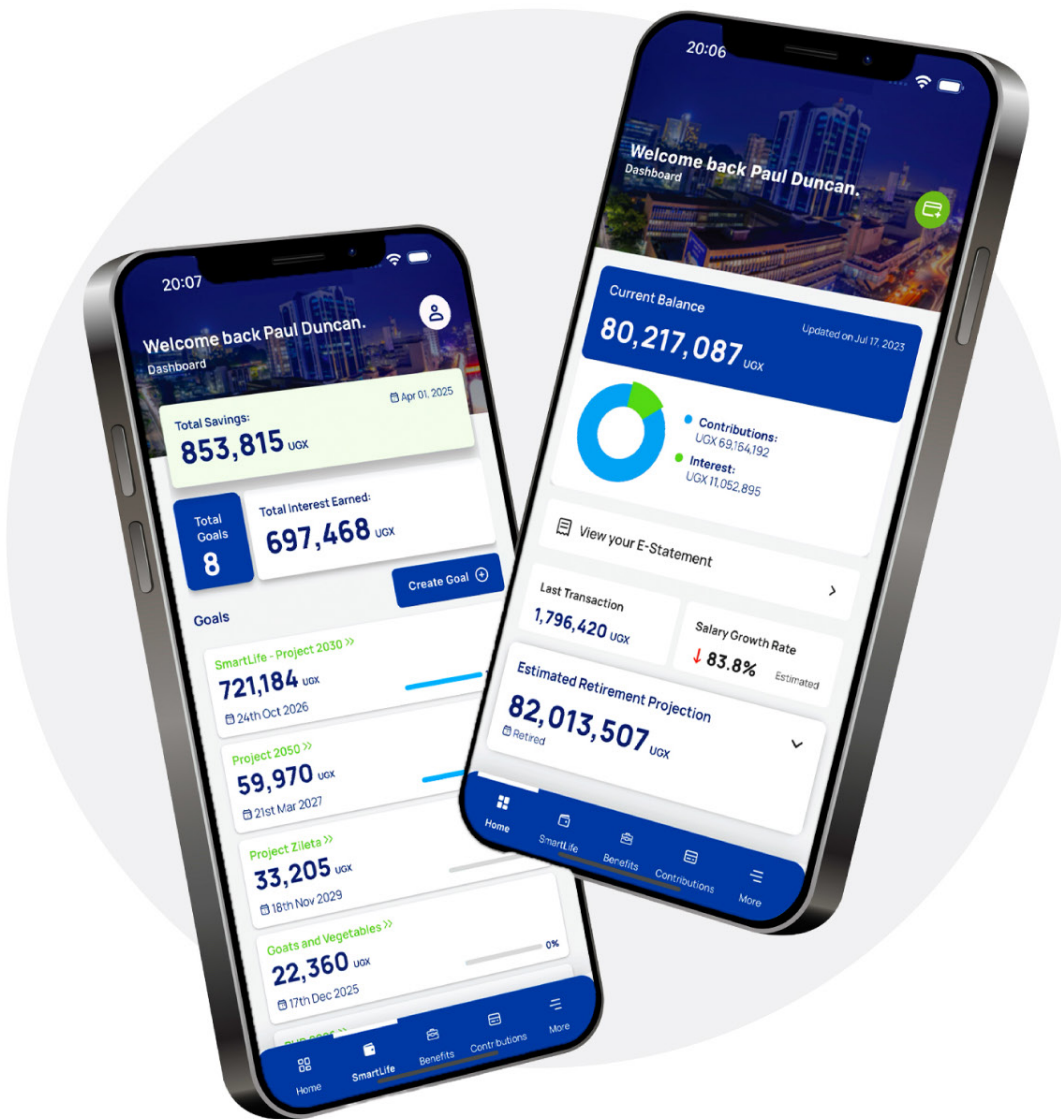 20:07
Welcome back Paul Duncan.
Dashboard
Total Savings:
Apr 01, 2025
853,815 UGX
Total Goals
8
Total Interest Earned:
697,468 UGX
Create Goal
Goals
SmartLife - Project 2030 >>
721,184 UGX
24th Oct 2026
Project 2050 >>
59,970 UGX
21st Mar 2027
Project Zileta >>
33,205 UGX
18th Nov 2029
Goats and Vegetables >>
22,360 UGX
0%
17th Dec 2025
Home
SmartLife
Benefits
Contributions
More
20:06
Welcome back Paul Duncan.
Dashboard
Current Balance
Updated on Jul 17, 2023
80,217,087 UGX
Contributions:
UGX 69,164,192
Interest:
UGX 11,052,895
View your E-Statement
Last Transaction
1,796,420 UGX
Salary Growth Rate
↓ 83.8% Estimated
Estimated Retirement Projection
82,013,507 UGX
Retired
Home
SmartLife
Benefits
Contributions
More